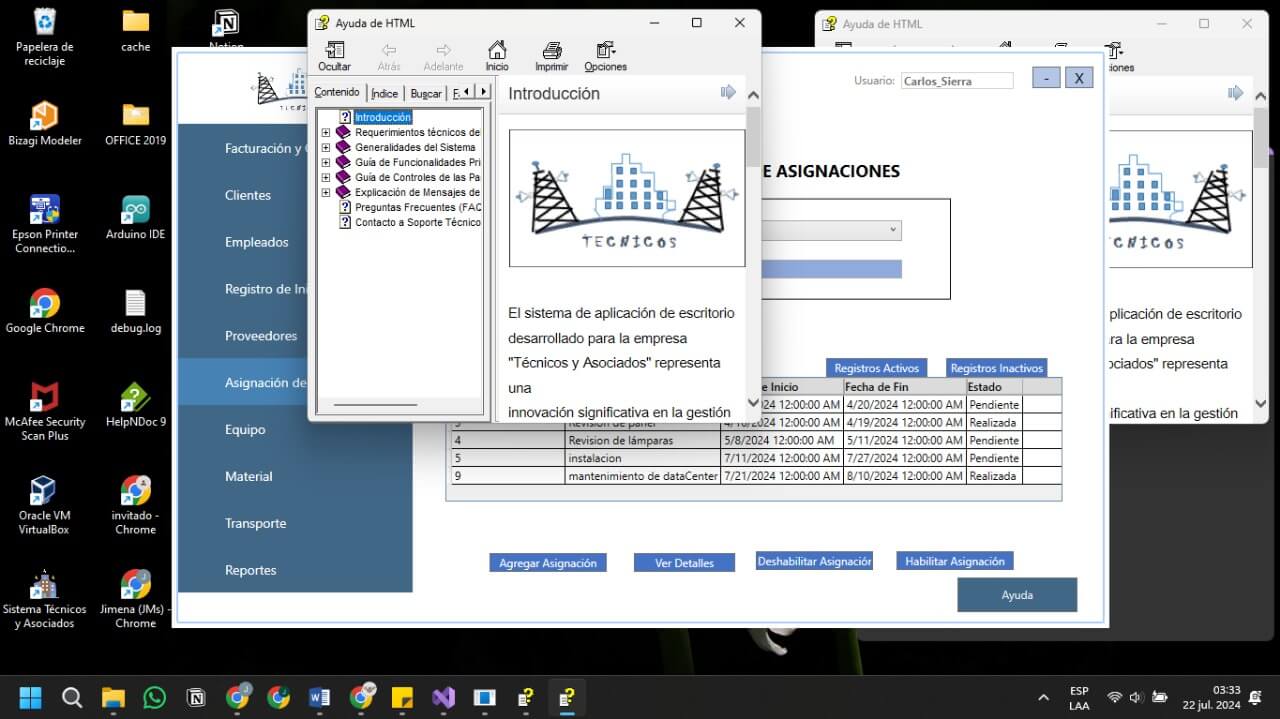 Papelera de
reciclaje
cache
Notion
Bizagi Modeler
OFFICE 2019
Epson Printer
Connectio...
Arduino IDE
Google Chrome
debug.log
McAfee Security
Scan Plus
HelpNDoc 9
Oracle VM
VirtualBox
invitado -
Chrome
Sistema Técnicos
y Asociados
Jimena (JMs) -
Chrome
Ayuda de HTML
Ocultar
Atrás
Adelante
Inicio
Imprimir
Opciones
Contenido
Índice
Buscar
F
Introducción
Requerimientos técnicos de
Generalidades del Sistema
Guía de Funcionalidades Pri
Guía de Controles de las Pa
Explicación de Mensajes de
Preguntas Frecuentes (FAQ
Contacto a Soporte Técnico
Introducción
TECNICOS
El sistema de aplicación de escritorio
desarrollado para la empresa
"Técnicos y Asociados" representa
una
innovación significativa en la gestión
Ayuda de HTML
iones
CNICOS
plicación de escritorio
ra la empresa
ociados" representa
ificativa en la gestión
TECNICOS
Usuario: Carlos_Sierra
- X
Facturación y
Clientes
Empleados
Registro de In
Proveedores
Asignación de
Equipo
Material
Transporte
Reportes
E ASIGNACIONES
Registros Activos Registros Inactivos
e Inicio Fecha de Fin Estado
024 12:00:00 AM 4/20/2024 12:00:00 AM Pendiente
3 Revision de panel 4/16/2024 12:00:00 AM 4/19/2024 12:00:00 AM Realizada
4 Revision de lámparas 5/8/2024 12:00:00 AM 5/11/2024 12:00:00 AM Pendiente
5 instalacion 7/11/2024 12:00:00 AM 7/27/2024 12:00:00 AM Pendiente
9 mantenimiento de dataCenter 7/21/2024 12:00:00 AM 8/10/2024 12:00:00 AM Realizada
Agregar Asignación Ver Detalles Deshabilitar Asignación Habilitar Asignación
Ayuda
ESP
LAA
03:33
22 jul. 2024